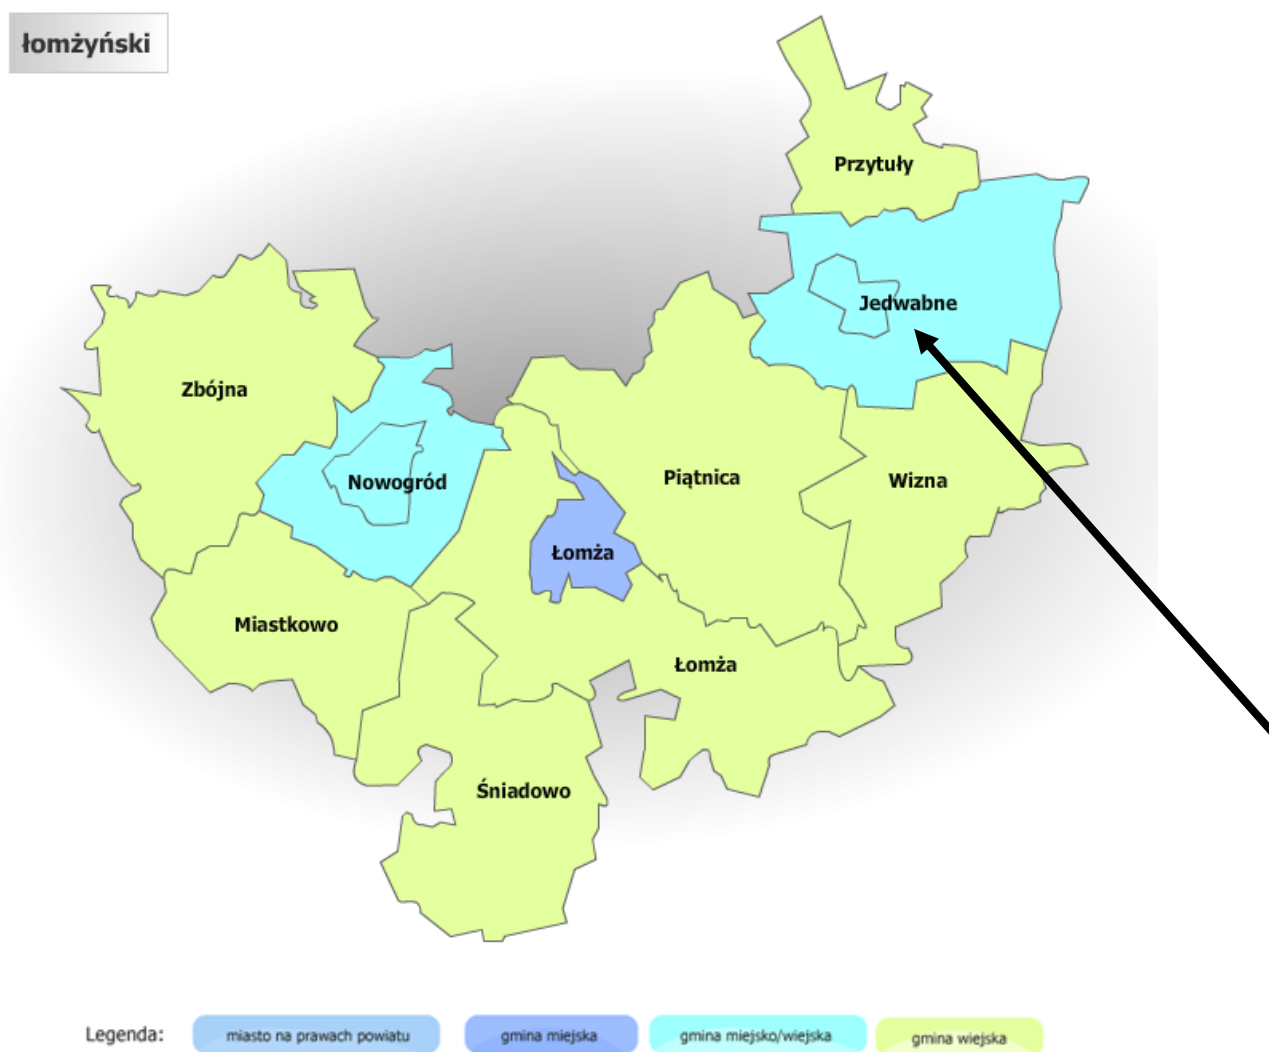 łomżyński
Przytuły
Jedwabne
Zbójna
Nowogród
Piątnica
Wizna
Łomża
Miastkowo
Łomża
Śniadowo
Legenda: miasto na prawach powiatu gmina miejska gmina miejsko/wiejska gmina wiejska